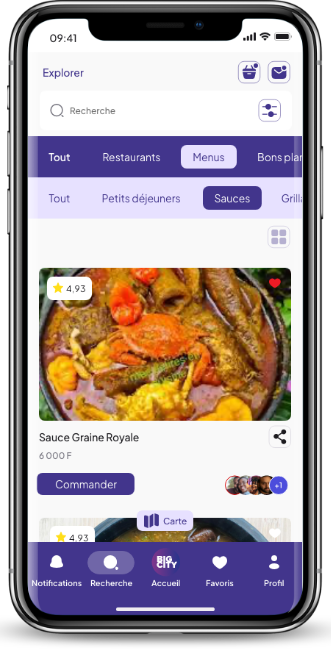 09:41
Explorer
Recherche
Tout Restaurants Menus Bons plan
Tout Petits déjeuners Sauces Grilla
4,93
Sauce Graine Royale
6 000 F
Commander +1
Carte
4,93
BIG
CITY
Notifications Recherche Accueil Favoris Profil